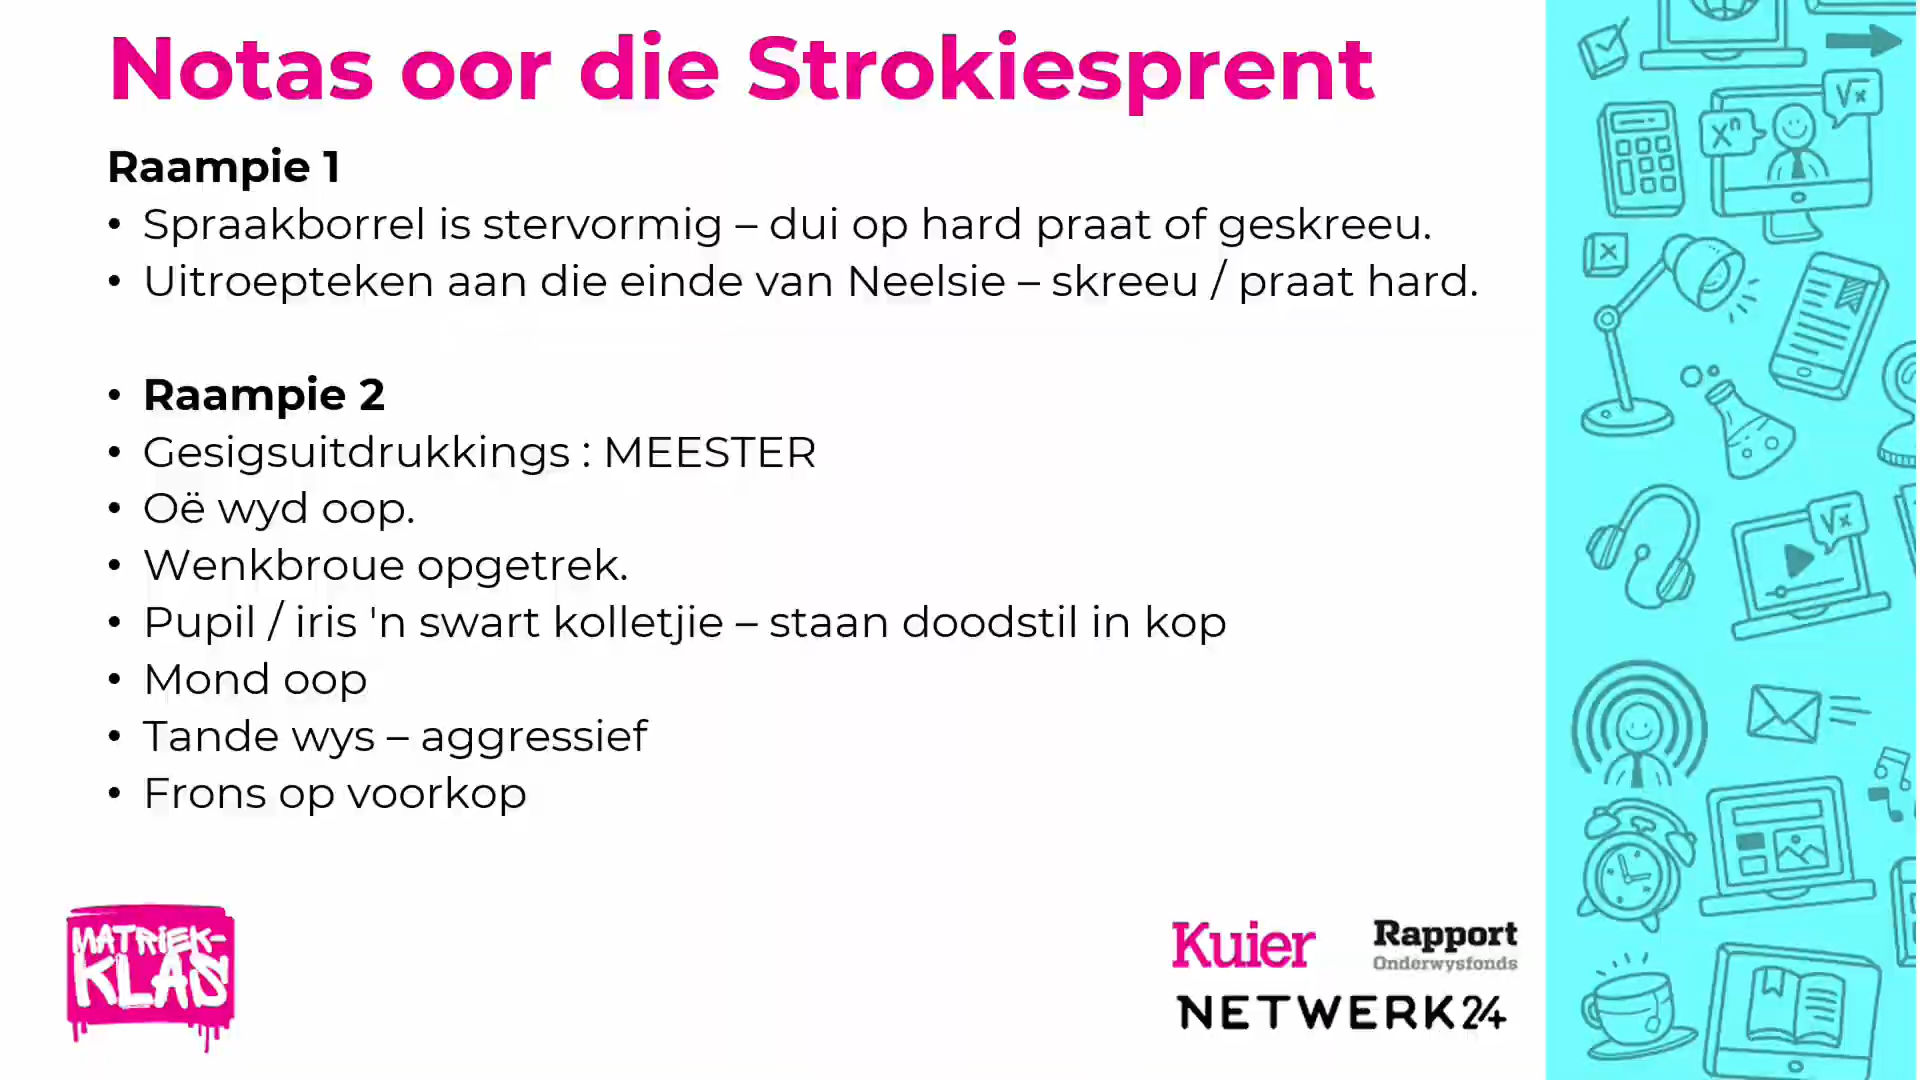 Notas oor die Strokiesprent
Raampie 1
• Spraakborrel is stervormig – dui op hard praat of geskreeu.
• Uitroepteken aan die einde van Neelsie – skreeu / praat hard.
• Raampie 2
• Gesigsuitdrukkings : MEESTER
• Oë wyd oop.
• Wenkbroue opgetrek.
• Pupil / iris 'n swart kolletjie – staan doodstil in kop
• Mond oop
• Tande wys – aggressief
• Frons op voorkop
MATRIEK-
KLAS
Kuier
Rapport
Onderwysfonds
NETWERK24
√x
xⁿ
x
√x